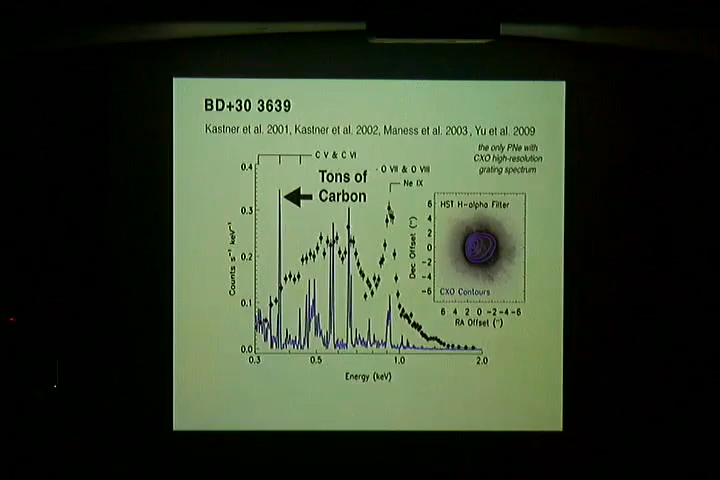 BD+30 3639
Kastner et al. 2001, Kastner et al. 2002, Maness et al. 2003, Yu et al. 2009
the only PNe with
CXO high-resolution
grating spectrum
C V & C VI
O VII & O VIII
Ne IX
Tons of
Carbon
0.4
0.3
0.2
0.1
0.0
Counts s⁻¹ keV⁻¹
0.3 0.5 1.0 2.0
Energy (keV)
HST H-alpha Filter
CXO Contours
6
4
2
0
-2
-4
-6
Dec Offset (")
6 4 2 0 -2 -4 -6
RA Offset (")